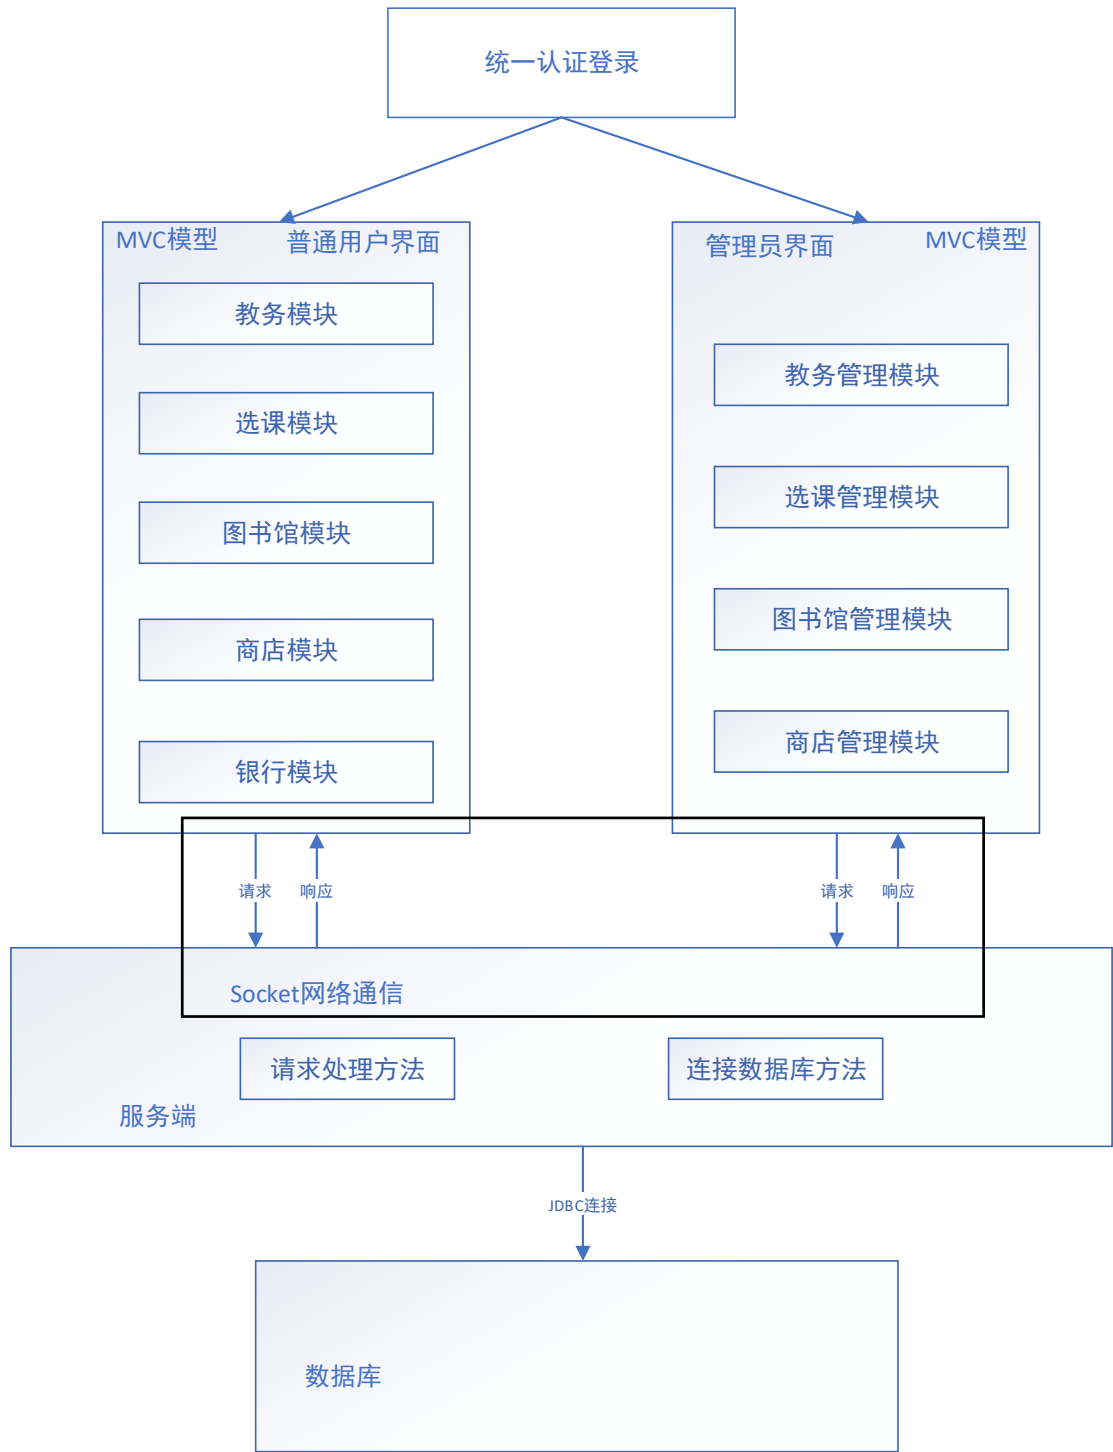 统一认证登录
MVC模型
普通用户界面
教务模块
选课模块
图书馆模块
商店模块
银行模块
管理员界面
MVC模型
教务管理模块
选课管理模块
图书馆管理模块
商店管理模块
请求
响应
请求
响应
Socket网络通信
请求处理方法
连接数据库方法
服务端
JDBC连接
数据库